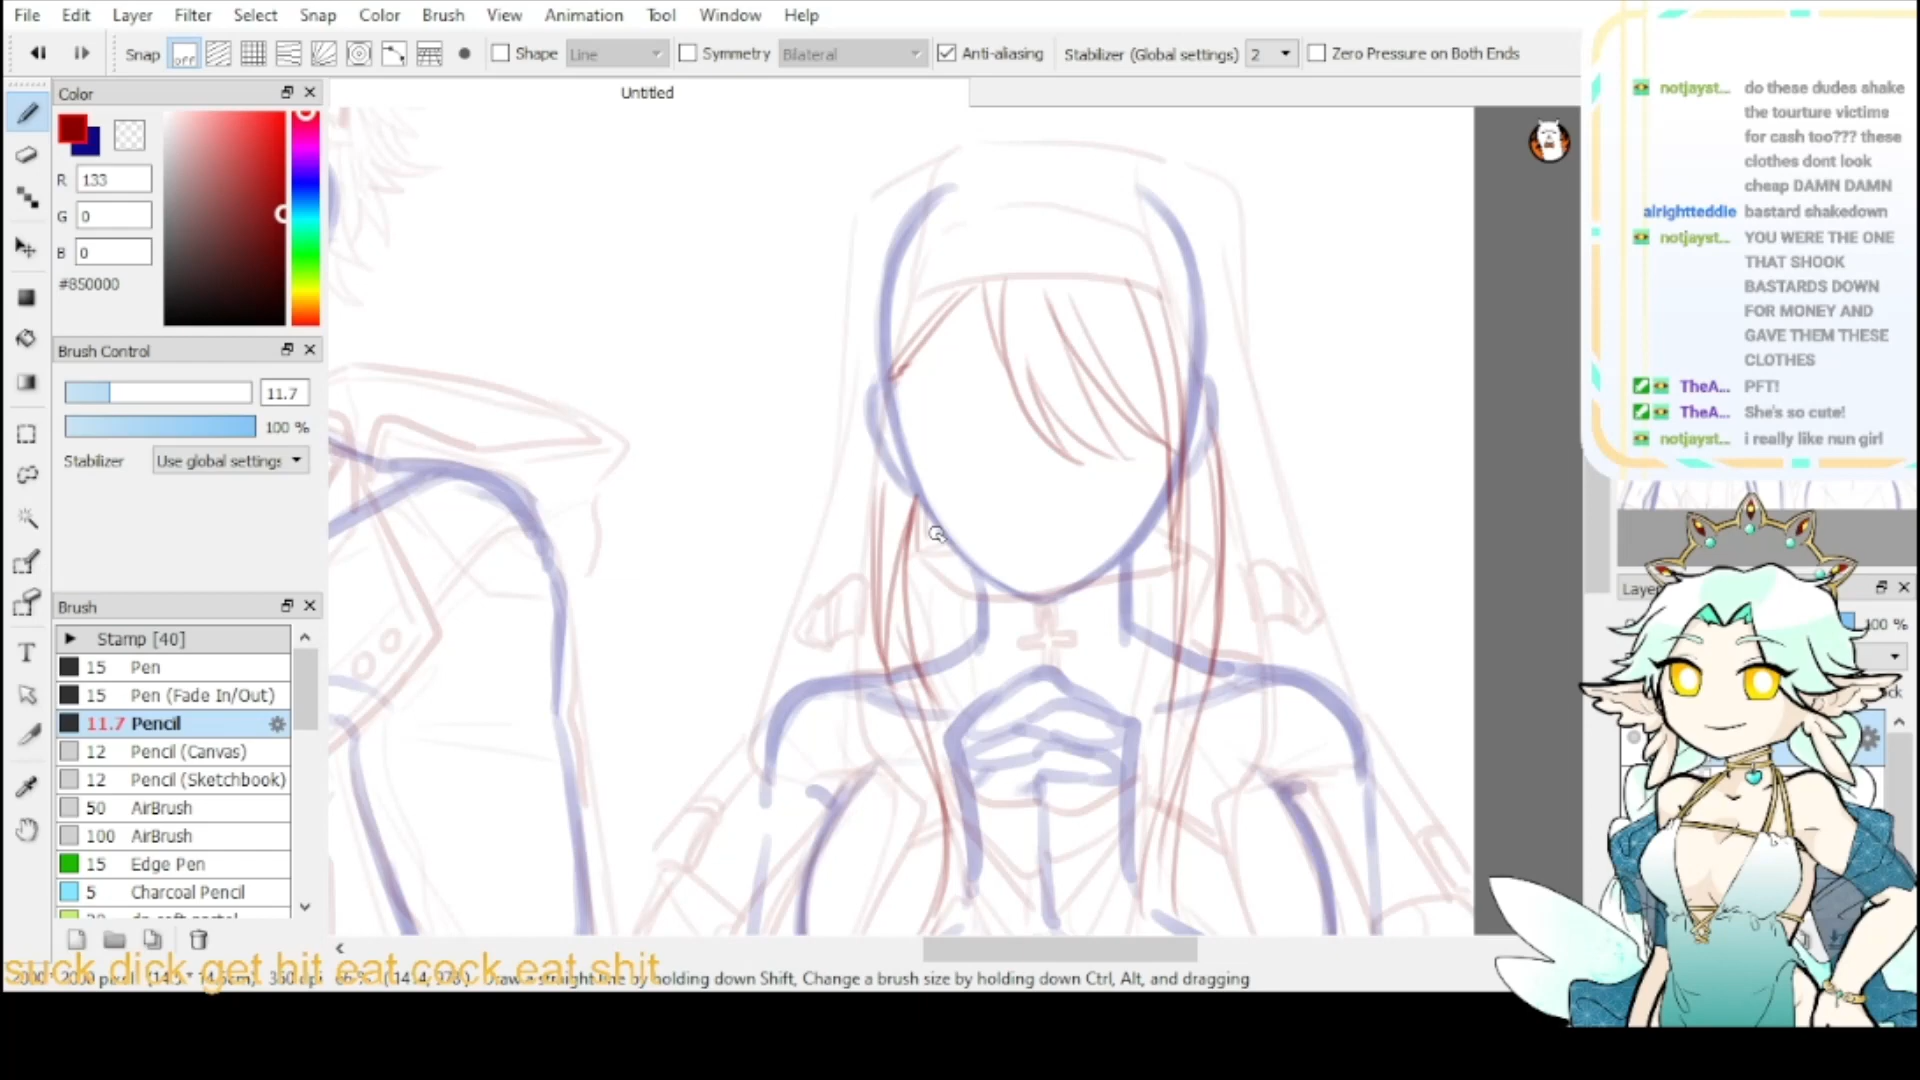 File Edit Layer Filter Select Snap Color Brush View Animation Tool Window Help
Snap off Shape Line Symmetry Bilateral Anti-aliasing Stabilizer (Global settings) 2 Zero Pressure on Both Ends
Color
Untitled
R 133
G 0
B 0
#850000
Brush Control
11.7
100 %
Stabilizer Use global settings
Brush
Stamp [40]
15 Pen
15 Pen (Fade In/Out)
11.7 Pencil
12 Pencil (Canvas)
12 Pencil (Sketchbook)
50 AirBrush
100 AirBrush
15 Edge Pen
5 Charcoal Pencil
suck dick get hit eat cock eat shit
holding down Shift, Change a brush size by holding down Ctrl, Alt, and dragging
notjayst... do these dudes shake
the tourture victims
for cash too??? these
clothes dont look
cheap DAMN DAMN
alrightteddie bastard shakedown
notjayst... YOU WERE THE ONE
THAT SHOOK
BASTARDS DOWN
FOR MONEY AND
GAVE THEM THESE
CLOTHES
TheA... PFT!
TheA... She's so cute!
notjayst... i really like nun girl
Laye
100 %